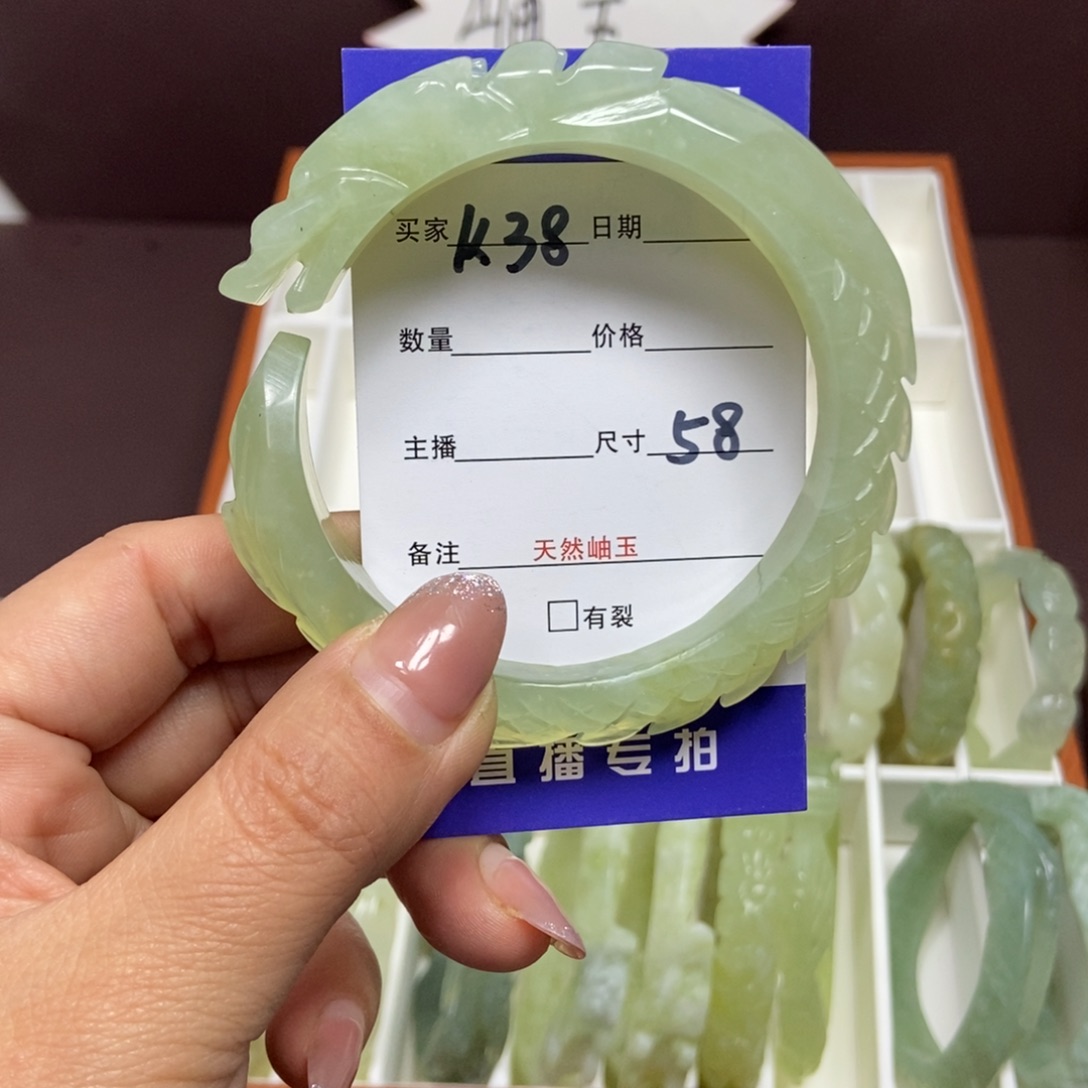 买家 K38 日期
数量 价格
主播 尺寸 58
备注 天然岫玉
□有裂
直播专拍